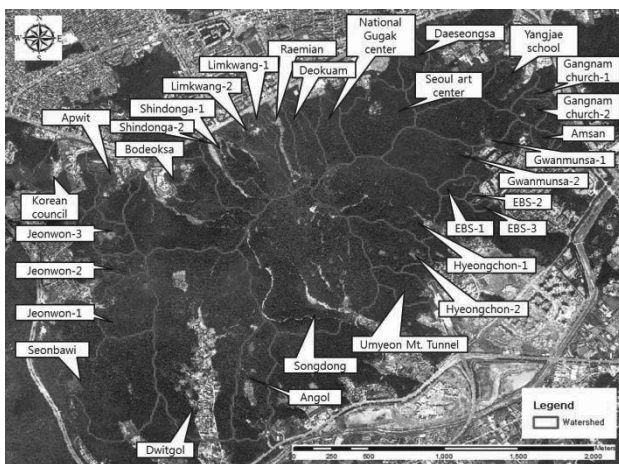 N
W
E
S
National
Gugak
center
Daeseongsa
Yangjae
school
Raemian
Deokuam
Limkwang-1
Limkwang-2
Seoul art
center
Gangnam
church-1
Gangnam
church-2
Shindonga-1
Shindonga-2
Apwit
Bodeoksa
Amsan
Gwanmunsa-1
Gwanmunsa-2
EBS-2
EBS-1
EBS-3
Korean
council
Jeonwon-3
Jeonwon-2
Jeonwon-1
Hyeongchon-1
Hyeongchon-2
Seonbawi
Songdong
Umyeon Mt. Tunnel
Angol
Dwitgol
Legend
Watershed
Meters
0 250 500 1,000 1,500 2,000